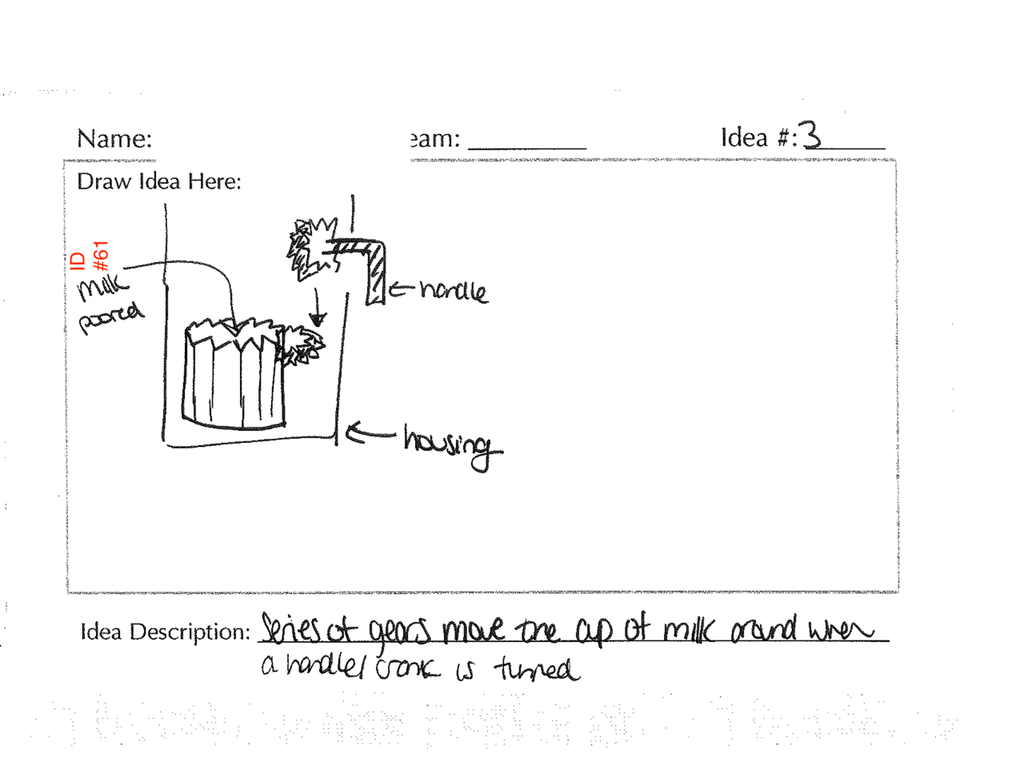 Name:
eam:
Idea #: 3
Draw Idea Here:
ID
#61
milk
poored
handle
housing
Idea Description: Series of gears move the cup of milk around when
a handle/crank is turned